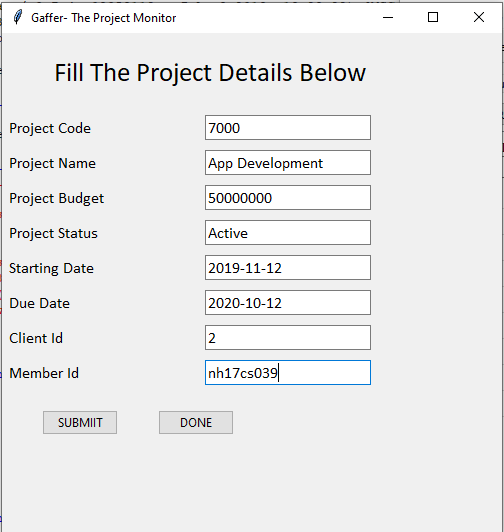 Gaffer- The Project Monitor
Fill The Project Details Below
Project Code 7000
Project Name App Development
Project Budget 50000000
Project Status Active
Starting Date 2019-11-12
Due Date 2020-10-12
Client Id 2
Member Id nh17cs039
SUBMIIT DONE